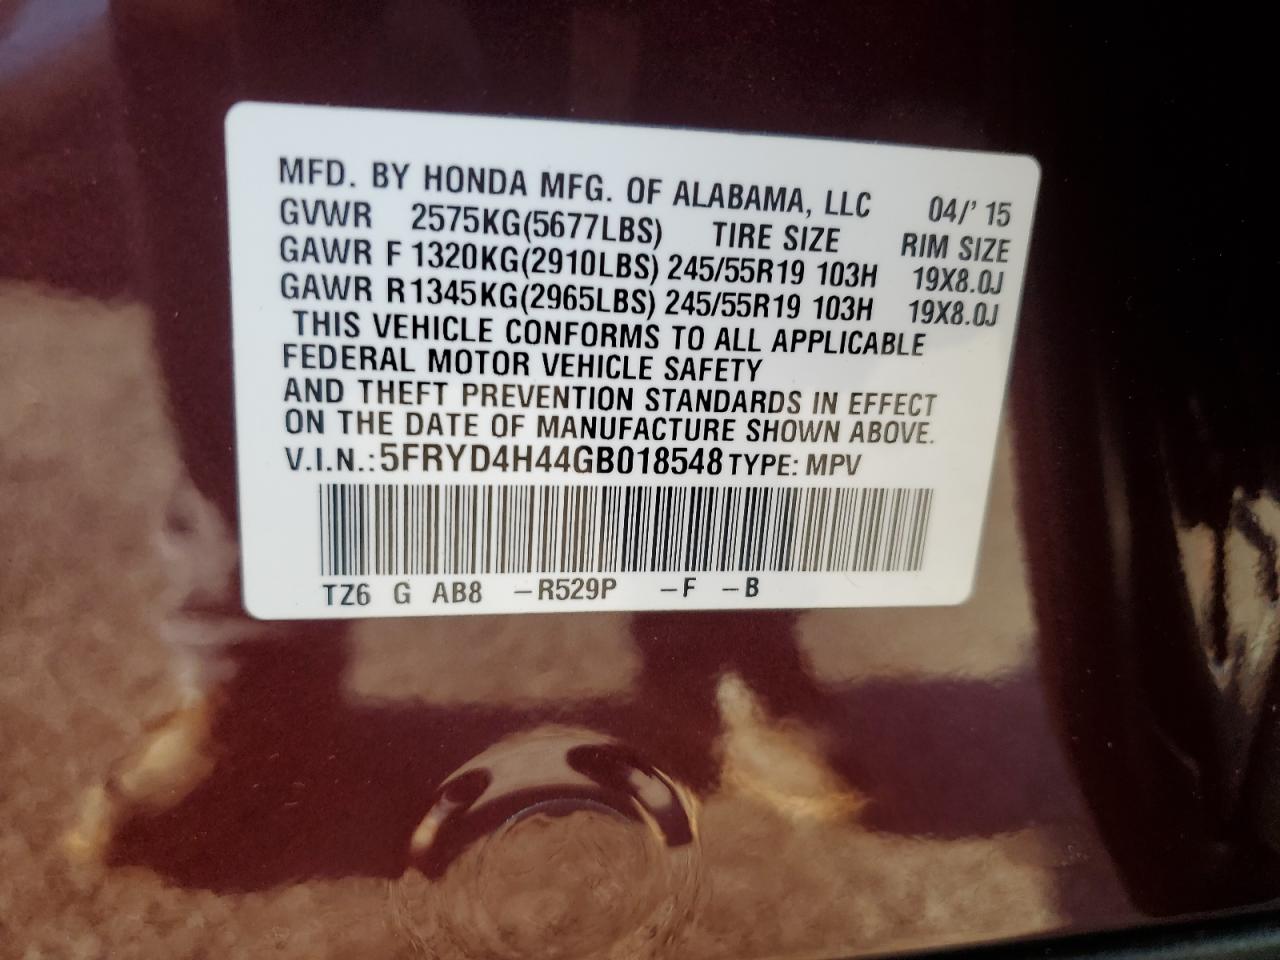 MFD. BY HONDA MFG. OF ALABAMA, LLC 04/' 15
GVWR 2575KG(5677LBS) TIRE SIZE RIM SIZE
GAWR F 1320KG(2910LBS) 245/55R19 103H 19X8.0J
GAWR R1345KG(2965LBS) 245/55R19 103H 19X8.0J
THIS VEHICLE CONFORMS TO ALL APPLICABLE
FEDERAL MOTOR VEHICLE SAFETY
AND THEFT PREVENTION STANDARDS IN EFFECT
ON THE DATE OF MANUFACTURE SHOWN ABOVE.
V.I.N.:5FRYD4H44GB018548 TYPE: MPV
TZ6 G AB8 -R529P -F -B